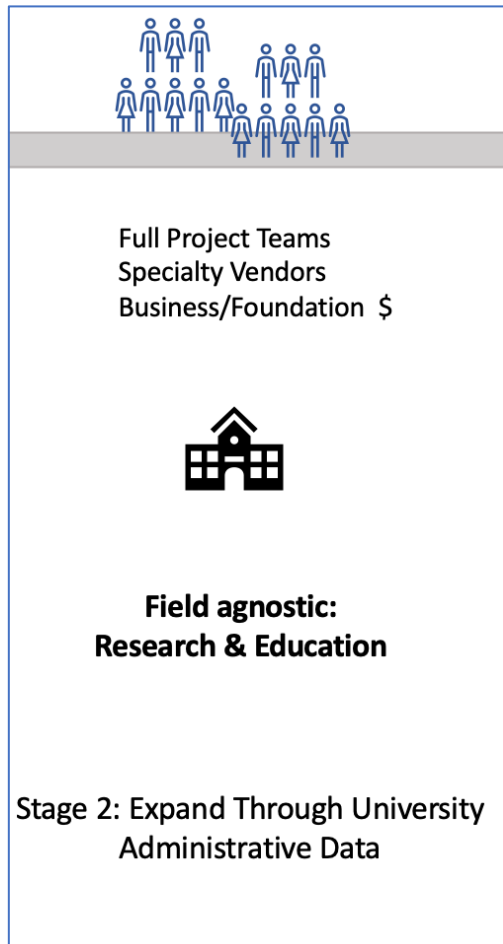 Full Project Teams
Specialty Vendors
Business/Foundation $
Field agnostic:
Research & Education
Stage 2: Expand Through University
Administrative Data